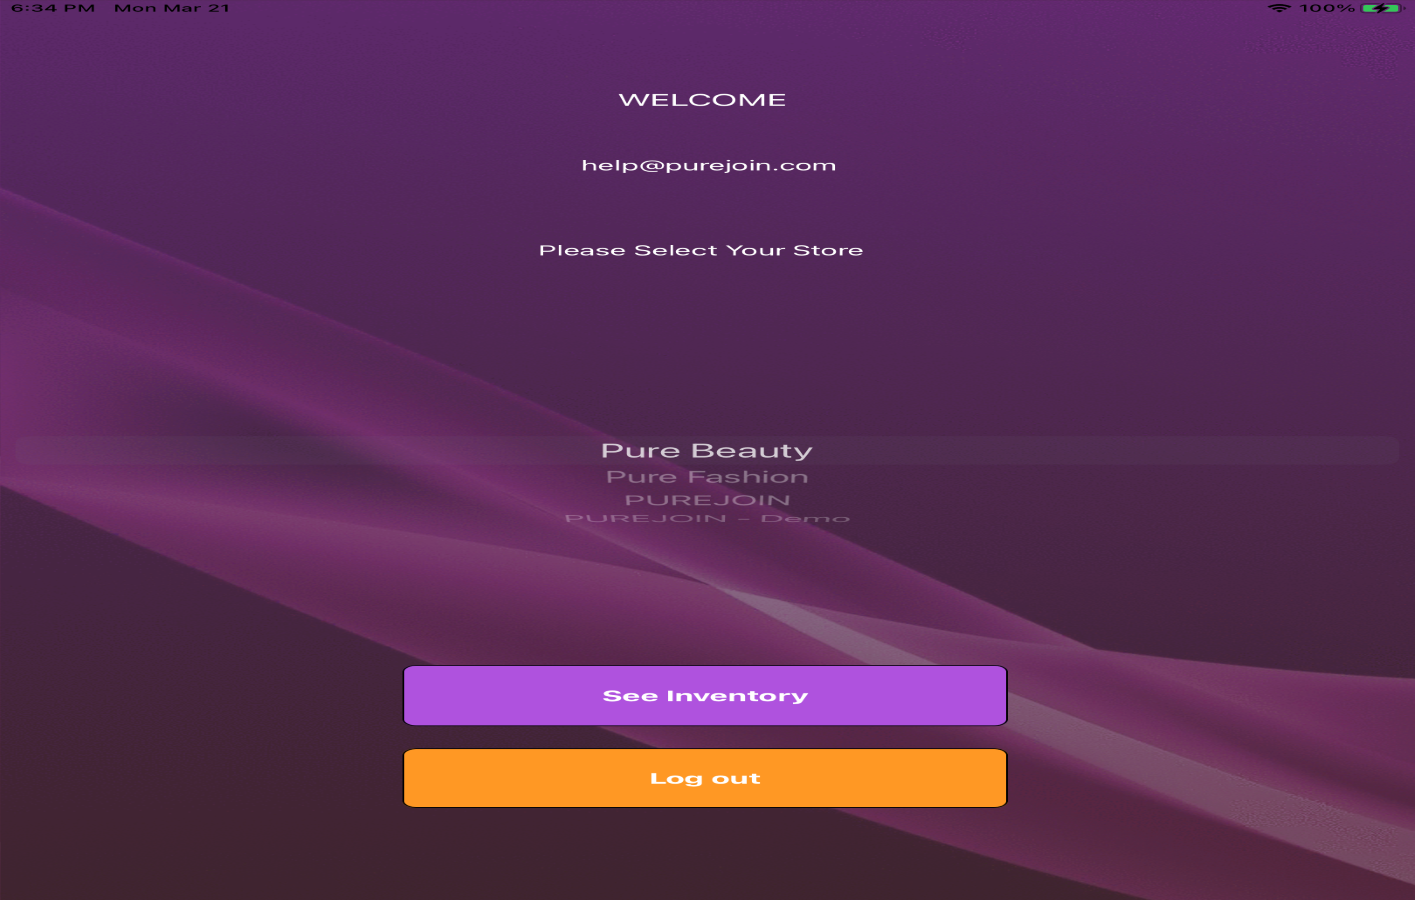 6:34 PM Mon Mar 21 100%
WELCOME
help@purejoin.com
Please Select Your Store
Pure Beauty
Pure Fashion
PUREJOIN
PUREJOIN - Demo
See Inventory
Log out